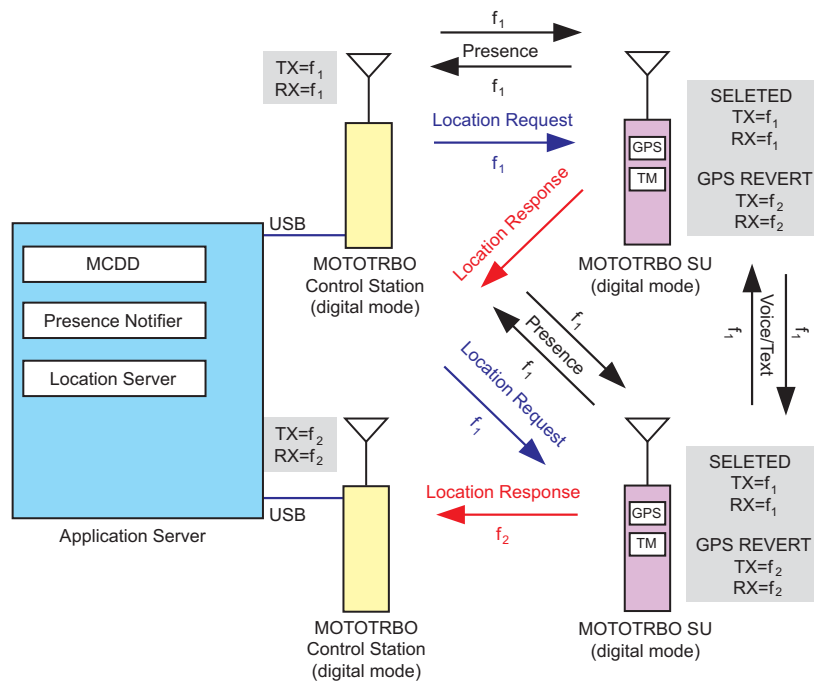 f1
Presence
f1
TX=f1
RX=f1
Location Request
f1
GPS
TM
SELETED
TX=f1
RX=f1
GPS REVERT
TX=f2
RX=f2
USB
MCDD
Presence Notifier
Location Server
Application Server
MOTOTRBO
Control Station
(digital mode)
Location Response
MOTOTRBO SU
(digital mode)
f1
Presence
f1
f1
Voice/Text
f1
Location Request
f1
TX=f2
RX=f2
USB
Location Response
f2
GPS
TM
SELETED
TX=f1
RX=f1
GPS REVERT
TX=f2
RX=f2
MOTOTRBO
Control Station
(digital mode)
MOTOTRBO SU
(digital mode)